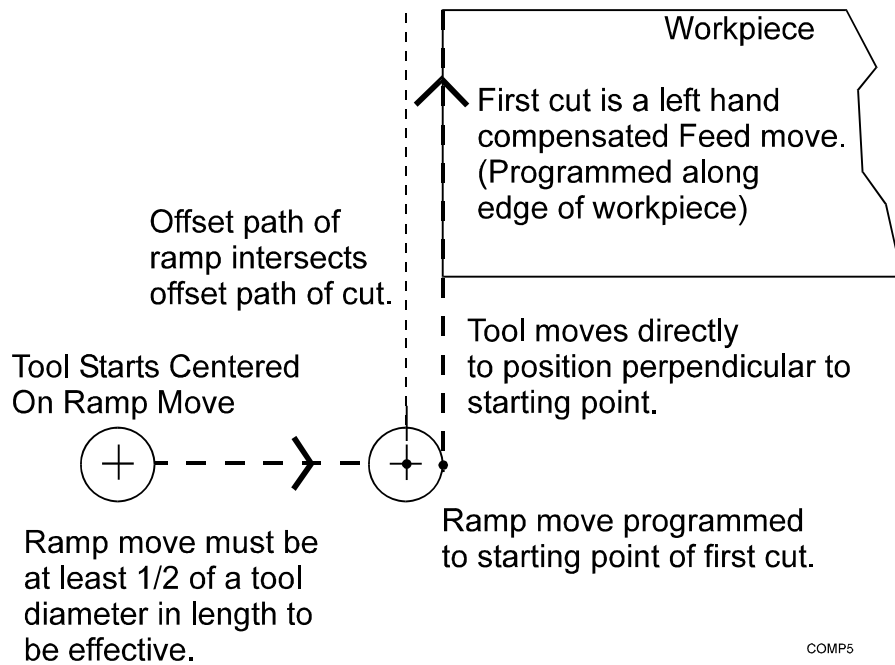 Workpiece
First cut is a left hand
compensated Feed move.
(Programmed along
edge of workpiece)
Offset path of
ramp intersects
offset path of cut.
Tool moves directly
to position perpendicular to
starting point.
Tool Starts Centered
On Ramp Move
Ramp move programmed
to starting point of first cut.
Ramp move must be
at least 1/2 of a tool
diameter in length to
be effective.
COMP5